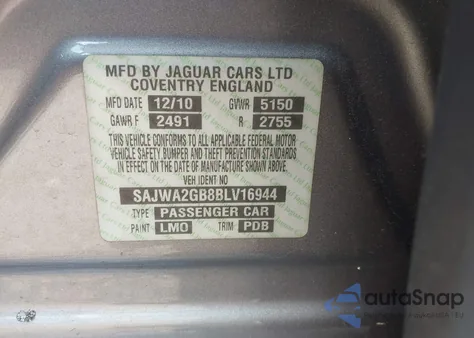 MFD BY JAGUAR CARS LTD
COVENTRY ENGLAND
MFD DATE 12/10 GVWR 5150
GAWR F 2491 R 2755
THIS VEHICLE CONFORMS TO ALL APPLICABLE FEDERAL MOTOR
VEHICLE SAFETY, BUMPER AND THEFT PREVENTION STANDARDS
IN EFFECT ON THE DATE OF MANUFACTURE SHOWN ABOVE.
VEH IDENT NO
SAJWA2GB8BLV16944
TYPE PASSENGER CAR
PAINT LMO TRIM PDB
autoSnap